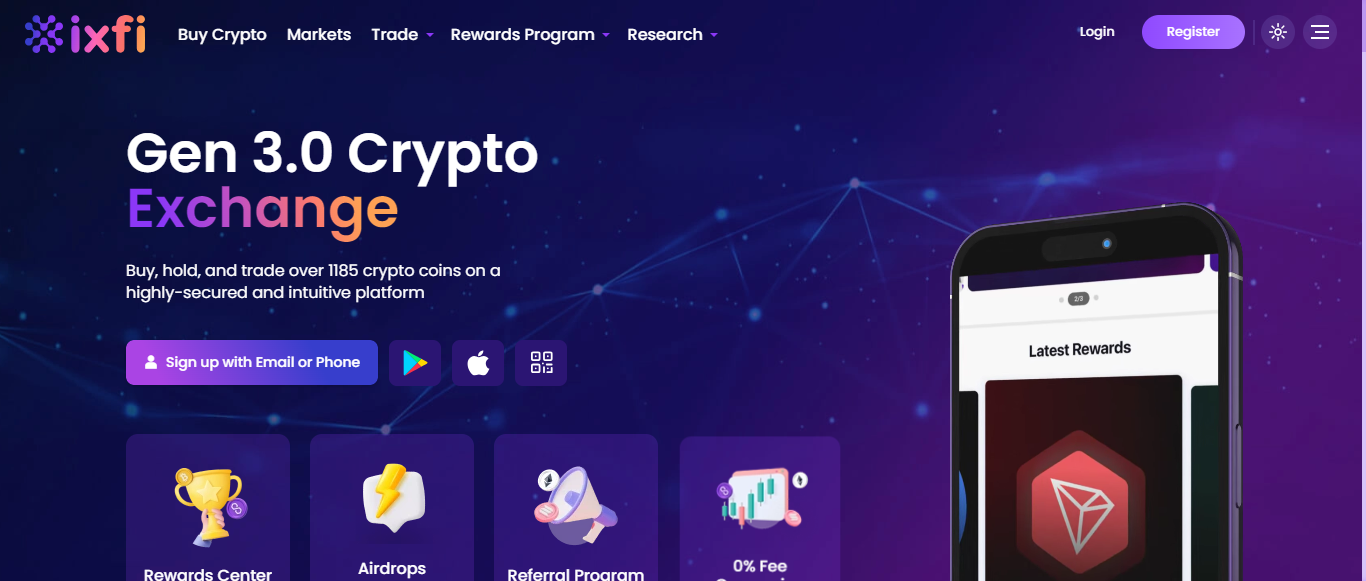 ixfi
Buy Crypto Markets Trade Rewards Program Research
Login Register
Gen 3.0 Crypto
Exchange
Buy, hold, and trade over 1185 crypto coins on a
highly-secured and intuitive platform
Sign up with Email or Phone
2/3
Latest Rewards
Rewards Center
Airdrops
Referral Program
0% Fee